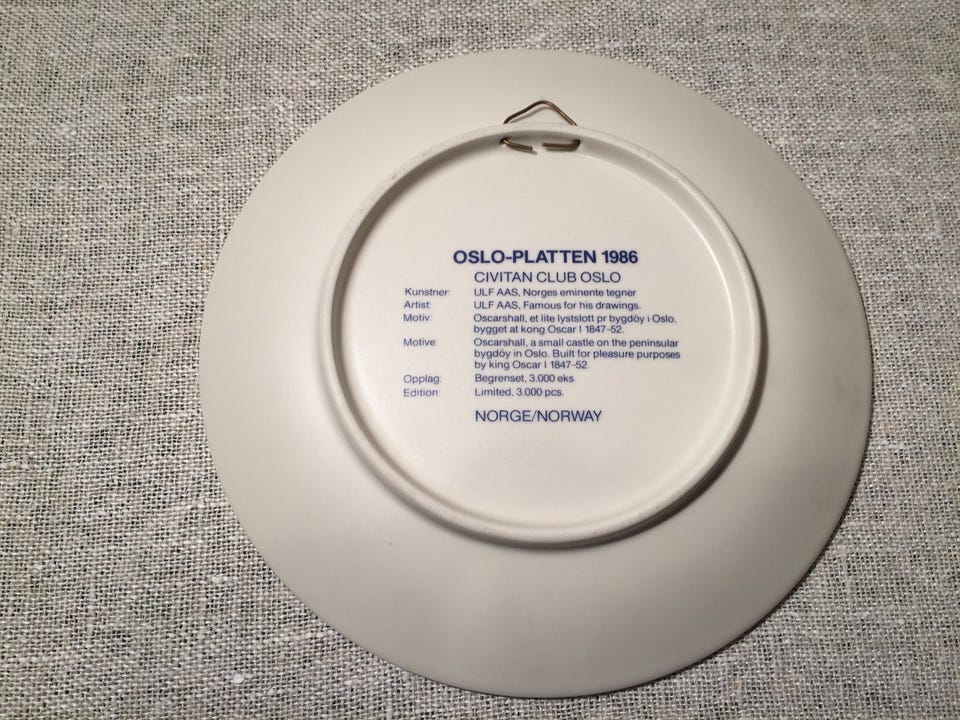 OSLO-PLATTEN 1986
CIVITAN CLUB OSLO
Kunstner: ULF AAS, Norges eminente tegner
Artist: ULF AAS, Famous for his drawings.
Motiv: Oscarshall, et lite lystslott pr bygdöy i Oslo,
bygget at kong Oscar I 1847-52.
Motive: Oscarshall, a small castle on the peninsular
bygdöy in Oslo. Built for pleasure purposes
by king Oscar I 1847-52.
Opplag: Begrenset, 3.000 eks.
Edition: Limited, 3.000 pcs.
NORGE/NORWAY